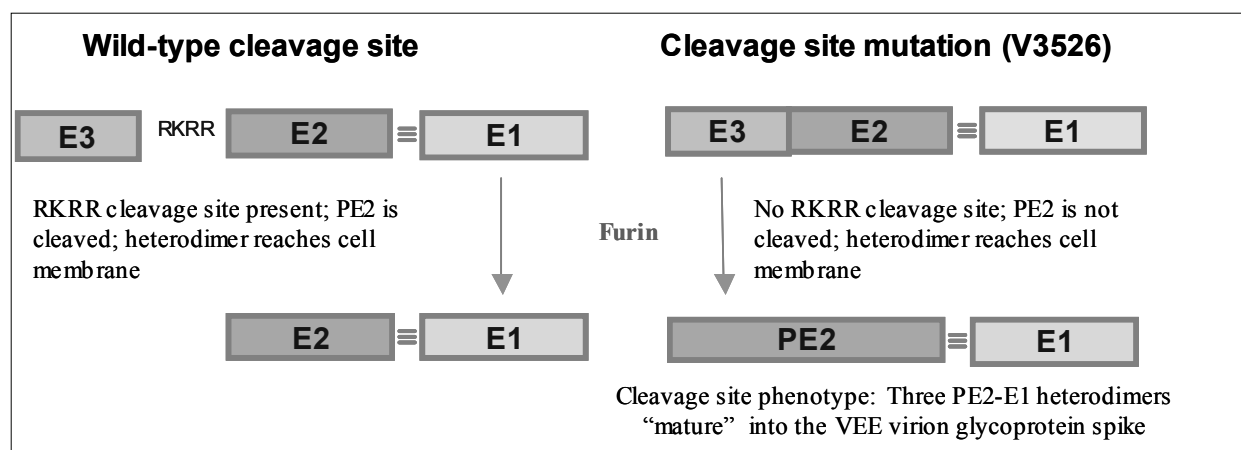 Wild-type cleavage site
Cleavage site mutation (V3526)
E3 RKRR E2 E1
E3 E2 E1
RKRR cleavage site present; PE2 is
cleaved; heterodimer reaches cell
membrane
Furin
No RKRR cleavage site; PE2 is not
cleaved; heterodimer reaches cell
membrane
E2 E1
PE2 E1
Cleavage site phenotype: Three PE2-E1 heterodimers
“mature” into the VEE virion glycoprotein spike